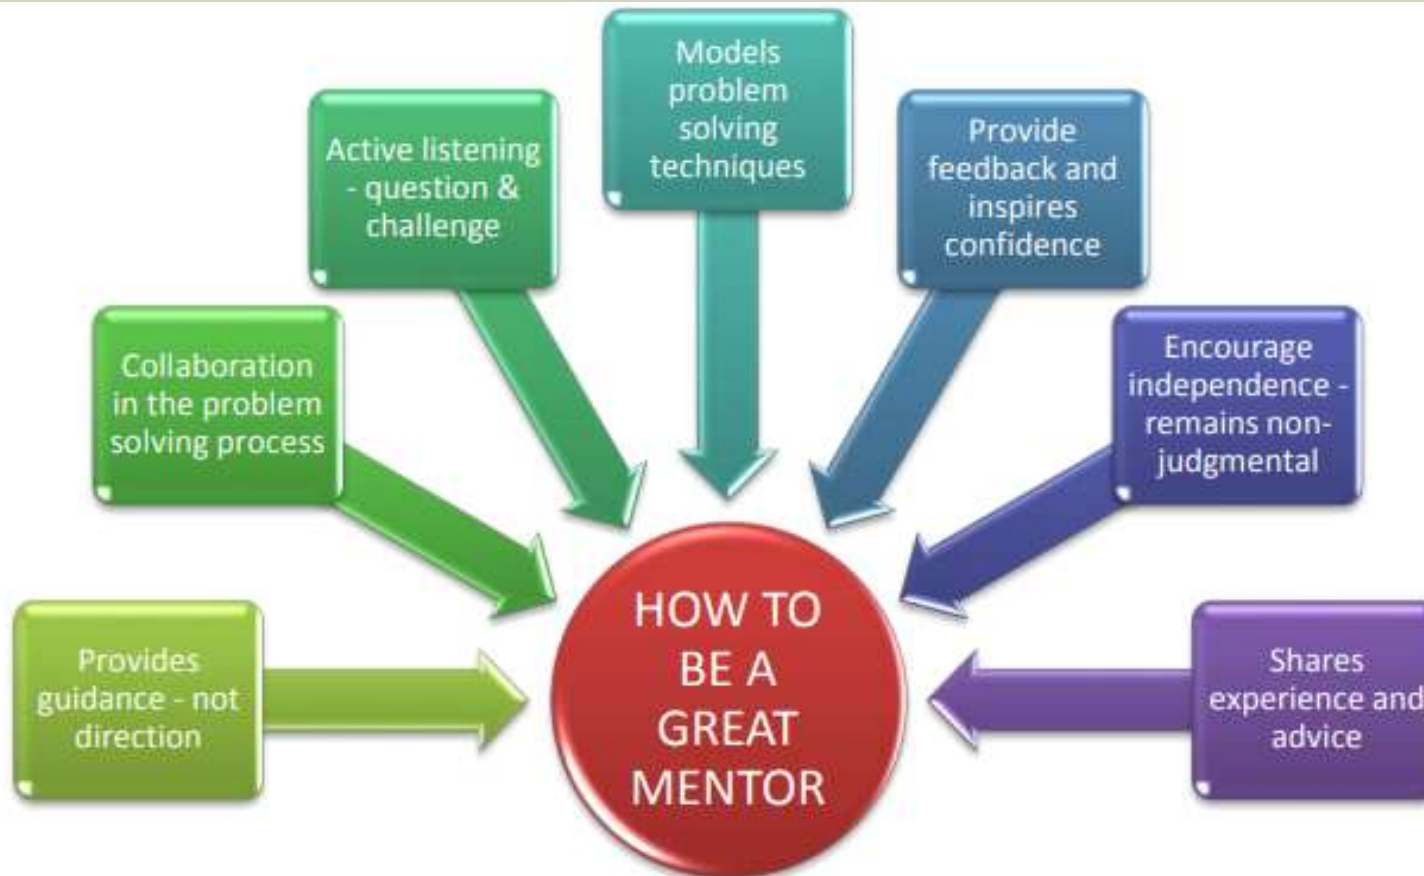 Models
problem
solving
techniques
Active listening
- question &
challenge
Provide
feedback and
inspires
confidence
Collaboration
in the problem
solving process
Encourage
independence -
remains non-
judgmental
Provides
guidance - not
direction
HOW TO
BE A
GREAT
MENTOR
Shares
experience and
advice